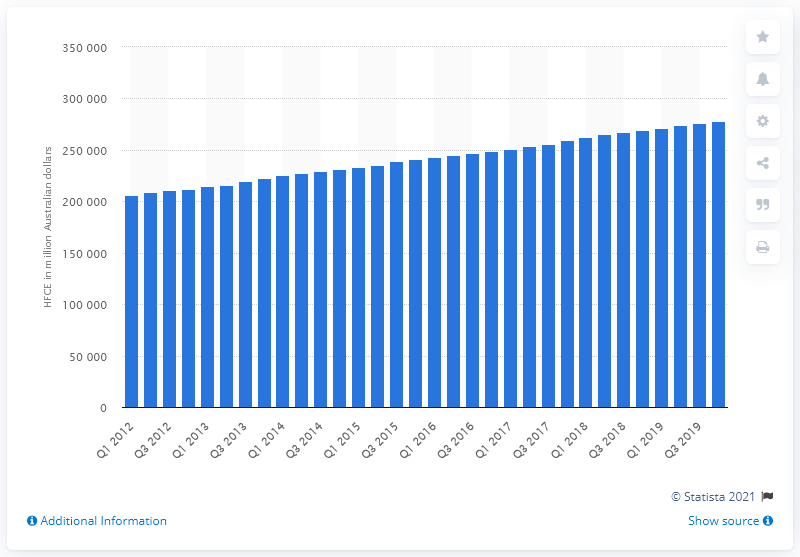 350 000
300 000
250 000
200 000
150 000
100 000
50 000
0
HFCE in million Australian dollars
Q1 2012
Q3 2012
Q1 2013
Q3 2013
Q1 2014
Q3 2014
Q1 2015
Q3 2015
Q1 2016
Q3 2016
Q1 2017
Q3 2017
Q1 2018
Q3 2018
Q1 2019
Q3 2019
© Statista 2021
Additional Information
Show source